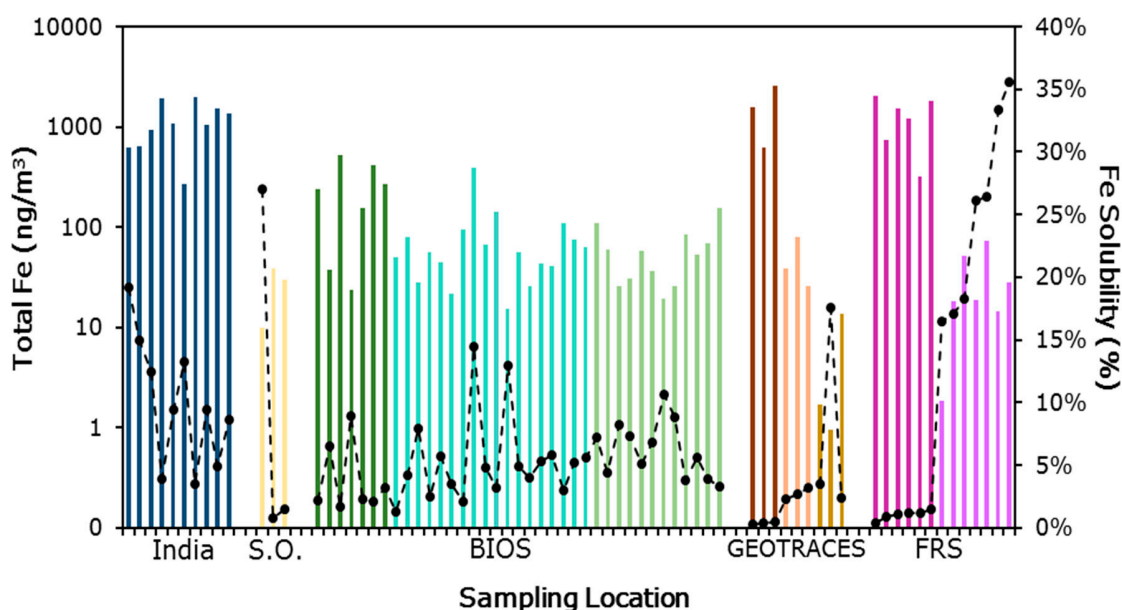 Total Fe (ng/m³)
10000
1000
100
10
1
0
40%
35%
30%
25%
20%
15%
10%
5%
0%
Fe Solubility (%)
India
S.O.
BIOS
GEOTRACES
FRS
Sampling Location